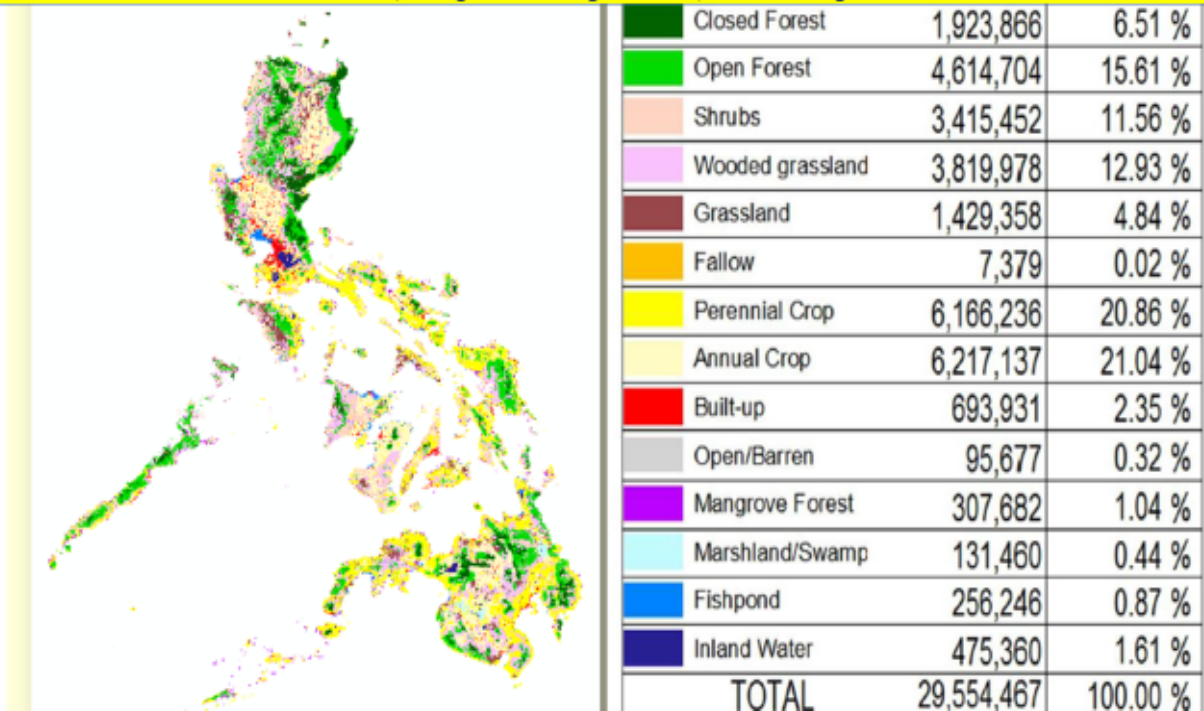 Closed Forest 1,923,866 6.51 %
Open Forest 4,614,704 15.61 %
Shrubs 3,415,452 11.56 %
Wooded grassland 3,819,978 12.93 %
Grassland 1,429,358 4.84 %
Fallow 7,379 0.02 %
Perennial Crop 6,166,236 20.86 %
Annual Crop 6,217,137 21.04 %
Built-up 693,931 2.35 %
Open/Barren 95,677 0.32 %
Mangrove Forest 307,682 1.04 %
Marshland/Swamp 131,460 0.44 %
Fishpond 256,246 0.87 %
Inland Water 475,360 1.61 %
TOTAL 29,554,467 100.00 %